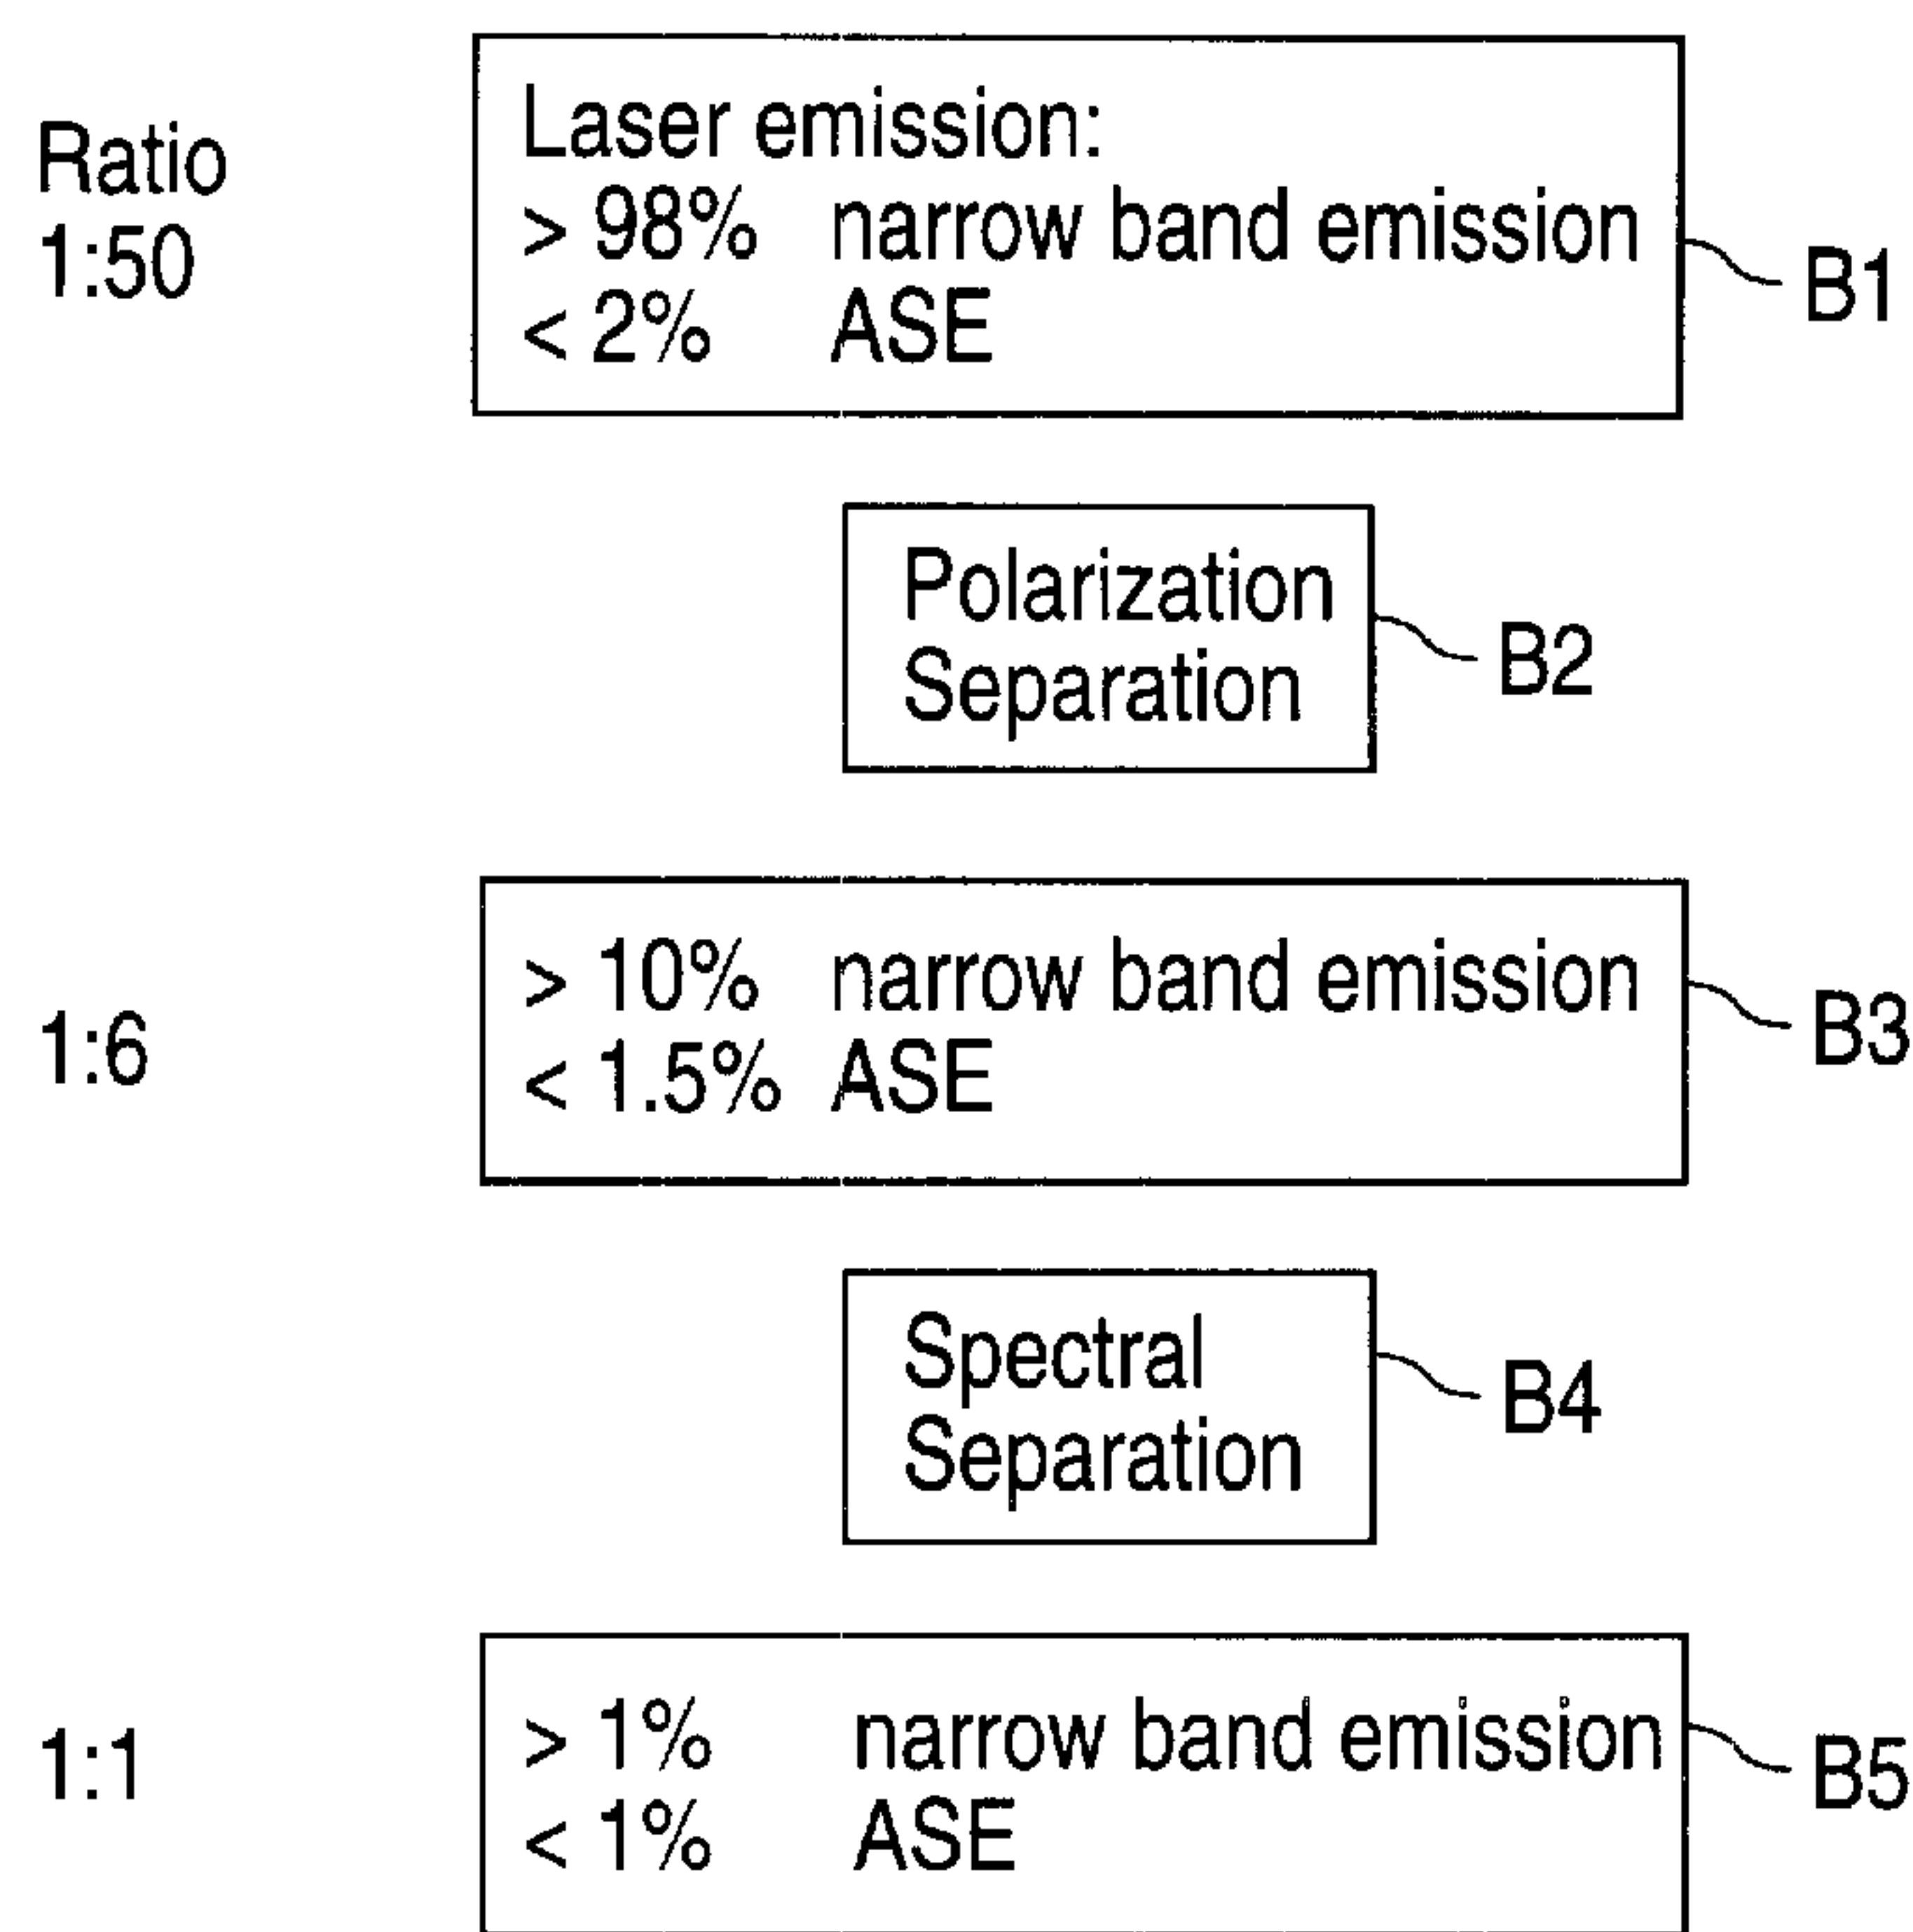 Ratio
1:50
Laser emission:
> 98% narrow band emission
< 2% ASE
B1
Polarization
Separation
B2
1:6
> 10% narrow band emission
< 1.5% ASE
B3
Spectral
Separation
B4
1:1
> 1% narrow band emission
< 1% ASE
B5